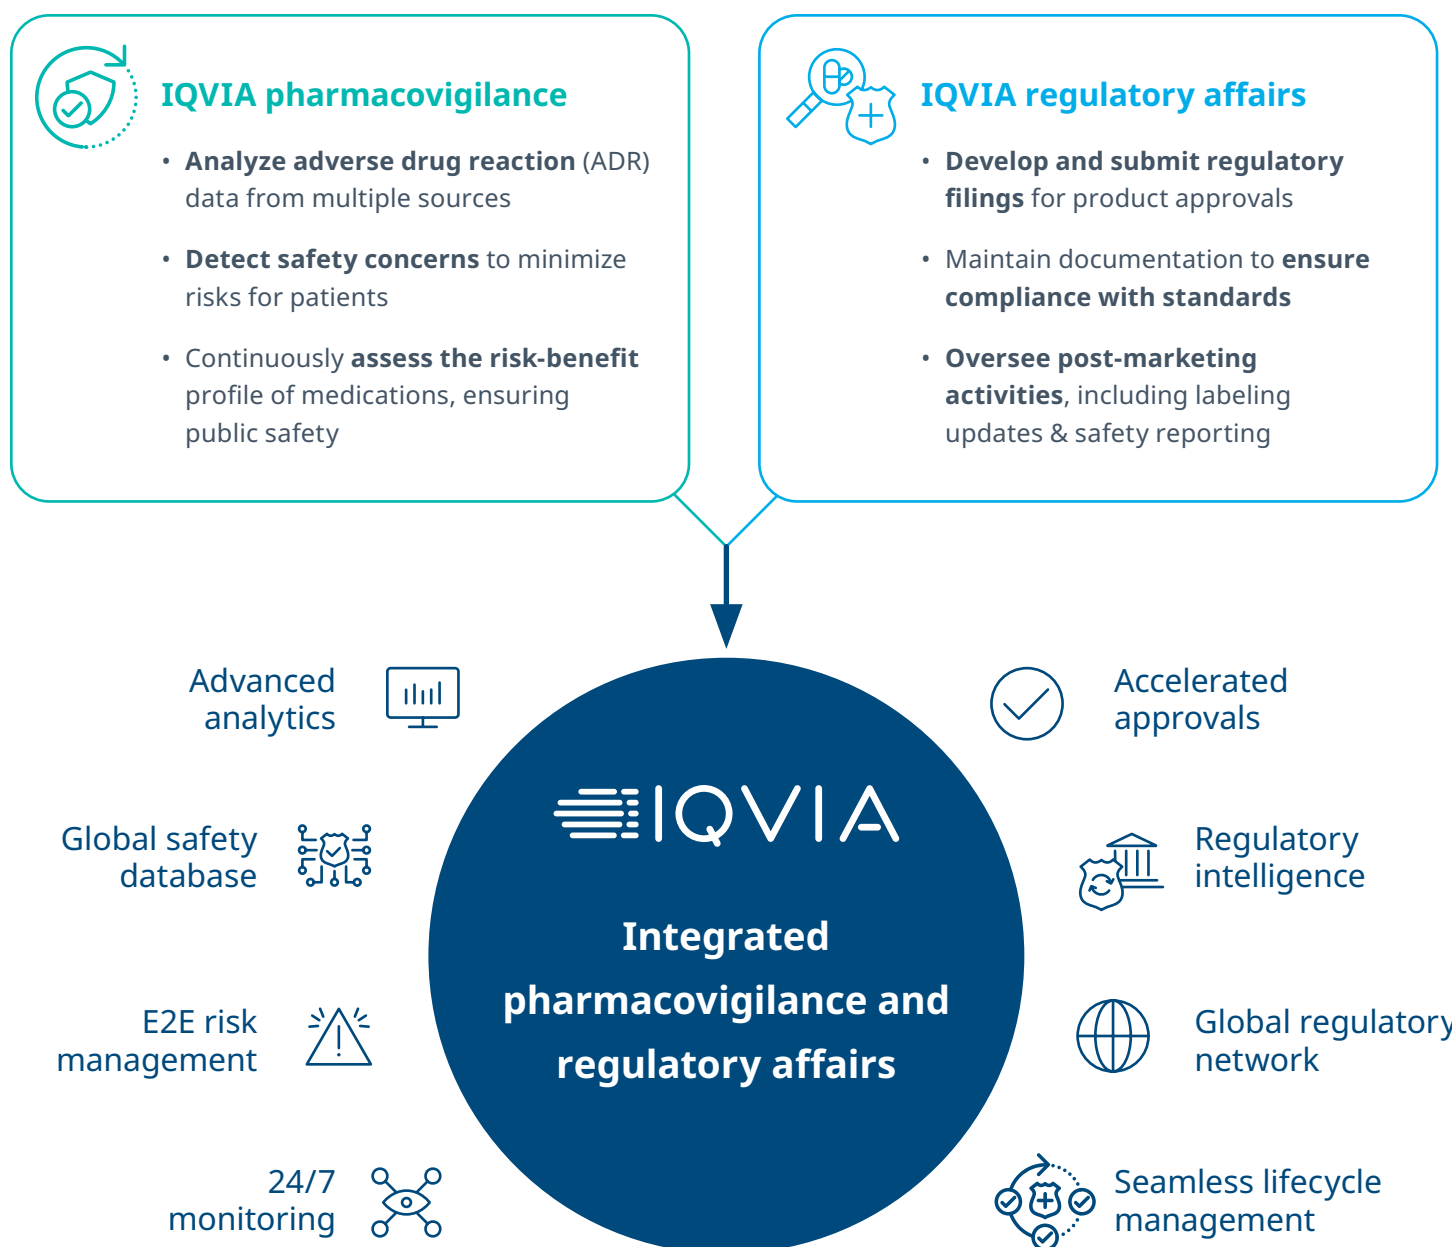 IQVIA pharmacovigilance
• Analyze adverse drug reaction (ADR)
data from multiple sources
• Detect safety concerns to minimize
risks for patients
• Continuously assess the risk-benefit
profile of medications, ensuring
public safety
IQVIA regulatory affairs
• Develop and submit regulatory
filings for product approvals
• Maintain documentation to ensure
compliance with standards
• Oversee post-marketing
activities, including labeling
updates & safety reporting
Advanced
analytics
Global safety
database
E2E risk
management
24/7
monitoring
IQVIA
Integrated
pharmacovigilance and
regulatory affairs
Accelerated
approvals
Regulatory
intelligence
Global regulatory
network
Seamless lifecycle
management